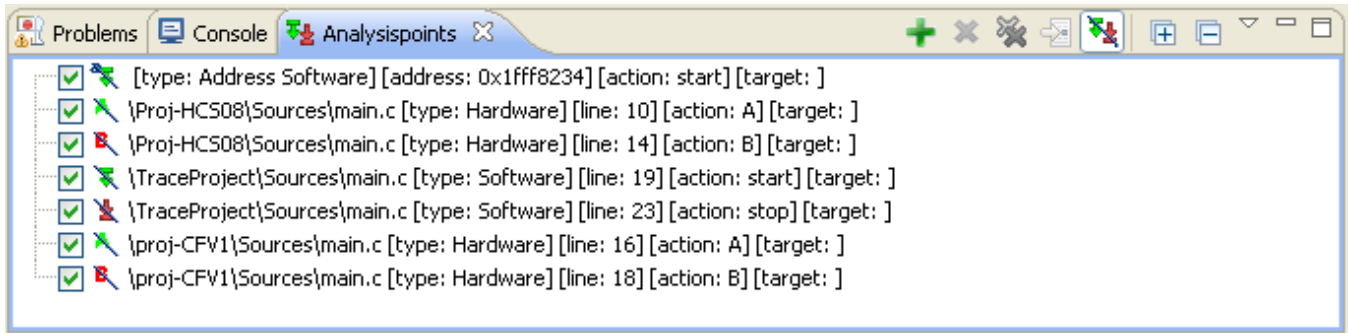 Problems Console Analysispoints
[type: Address Software] [address: 0x1fff8234] [action: start] [target: ]
\Proj-HCS08\Sources\main.c [type: Hardware] [line: 10] [action: A] [target: ]
\Proj-HCS08\Sources\main.c [type: Hardware] [line: 14] [action: B] [target: ]
\TraceProject\Sources\main.c [type: Software] [line: 19] [action: start] [target: ]
\TraceProject\Sources\main.c [type: Software] [line: 23] [action: stop] [target: ]
\proj-CFV1\Sources\main.c [type: Hardware] [line: 16] [action: A] [target: ]
\proj-CFV1\Sources\main.c [type: Hardware] [line: 18] [action: B] [target: ]